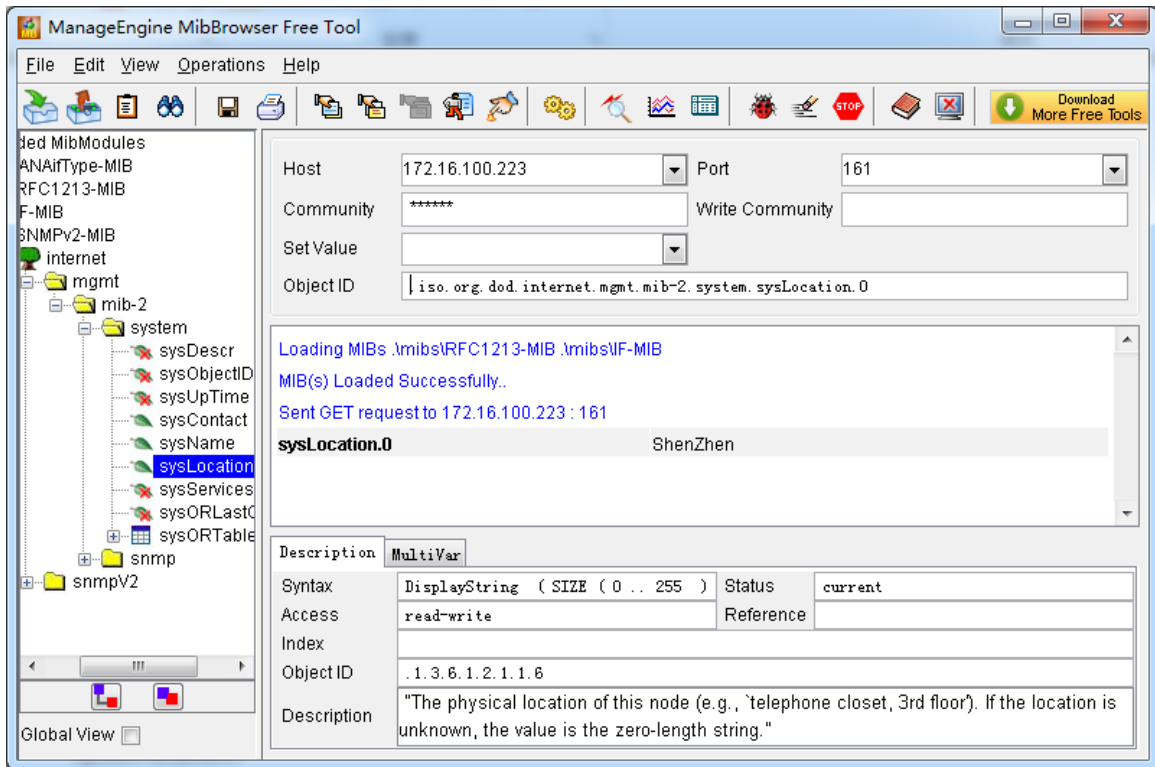 ManageEngine MibBrowser Free Tool
File Edit View Operations Help
STOP
Download
More Free Tools
ded MibModules
ANAifType-MIB
RFC1213-MIB
F-MIB
SNMPv2-MIB
internet
mgmt
mib-2
system
sysDescr
sysObjectID
sysUpTime
sysContact
sysName
sysLocation
sysServices
sysORLast
sysORTable
snmp
snmpV2
Global View
Host 172.16.100.223 Port 161
Community ****** Write Community
Set Value
Object ID .iso.org.dod.internet.mgmt.mib-2.system.sysLocation.0
Loading MIBs .\mibs\RFC1213-MIB .\mibs\IF-MIB
MIB(s) Loaded Successfully..
Sent GET request to 172.16.100.223 : 161
sysLocation.0 ShenZhen
Description MultiVar
Syntax DisplayString ( SIZE ( 0 .. 255 ) Status current
Access read-write Reference
Index
Object ID .1.3.6.1.2.1.1.6
Description "The physical location of this node (e.g., `telephone closet, 3rd floor'). If the location is
unknown, the value is the zero-length string."